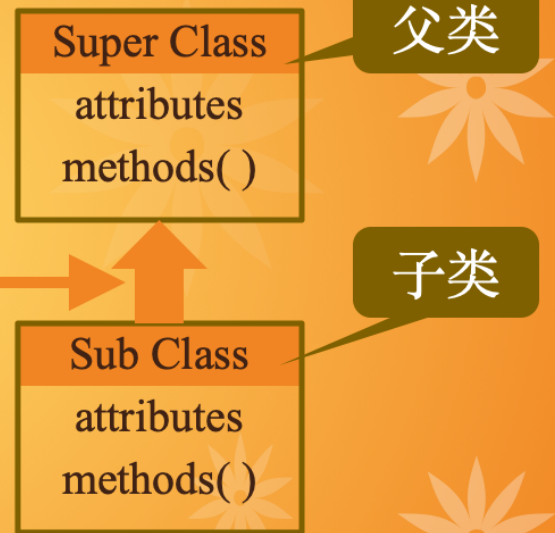 Super Class
父类
attributes
methods( )
子类
Sub Class
attributes
methods( )